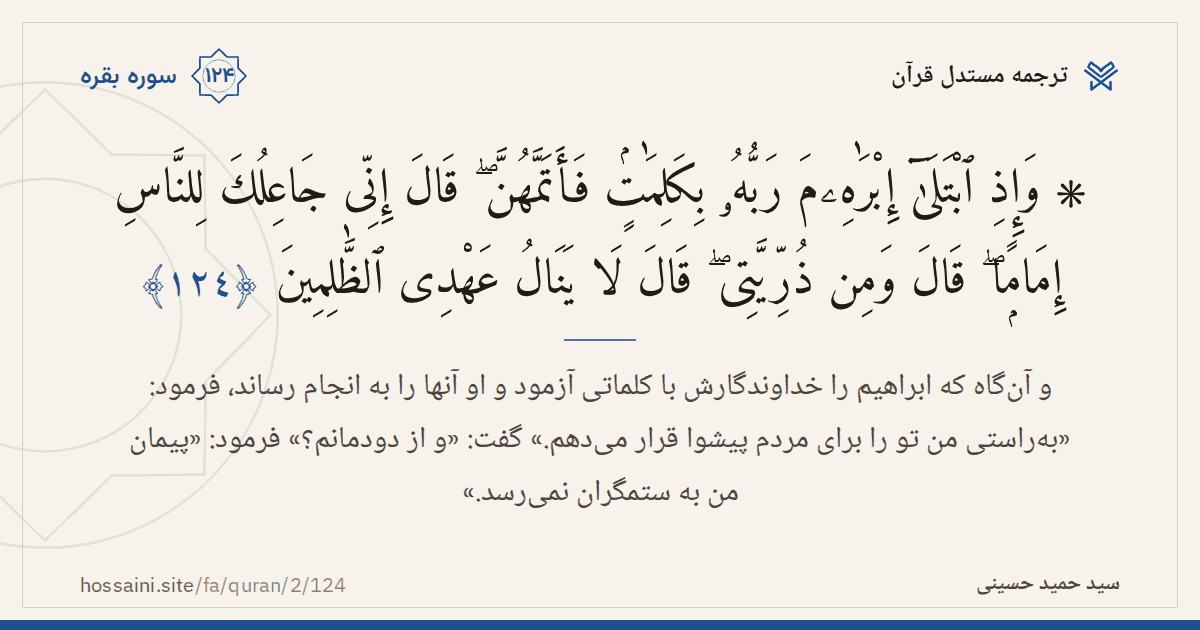 ترجمه مستدل قرآن
۱۲۴ سوره بقره
۞ وَإِذِ ٱبْتَلَىٰٓ إِبْرَٰهِـۧمَ رَبُّهُۥ بِكَلِمَـٰتٍۢ فَأَتَمَّهُنَّ ۖ قَالَ إِنِّى جَاعِلُكَ لِلنَّاسِ
إِمَامًۭا ۖ قَالَ وَمِن ذُرِّيَّتِى ۖ قَالَ لَا يَنَالُ عَهْدِى ٱلظَّـٰلِمِينَ ﴿١٢٤﴾
و آن‌گاه که ابراهیم را خداوندگارش با کلماتی آزمود و او آنها را به انجام رساند، فرمود:
«به‌راستی من تو را برای مردم پیشوا قرار می‌دهم.» گفت: «و از دودمانم؟» فرمود: «پیمان
من به ستمگران نمی‌رسد.»
سید حمید حسینی
hossaini.site/fa/quran/2/124